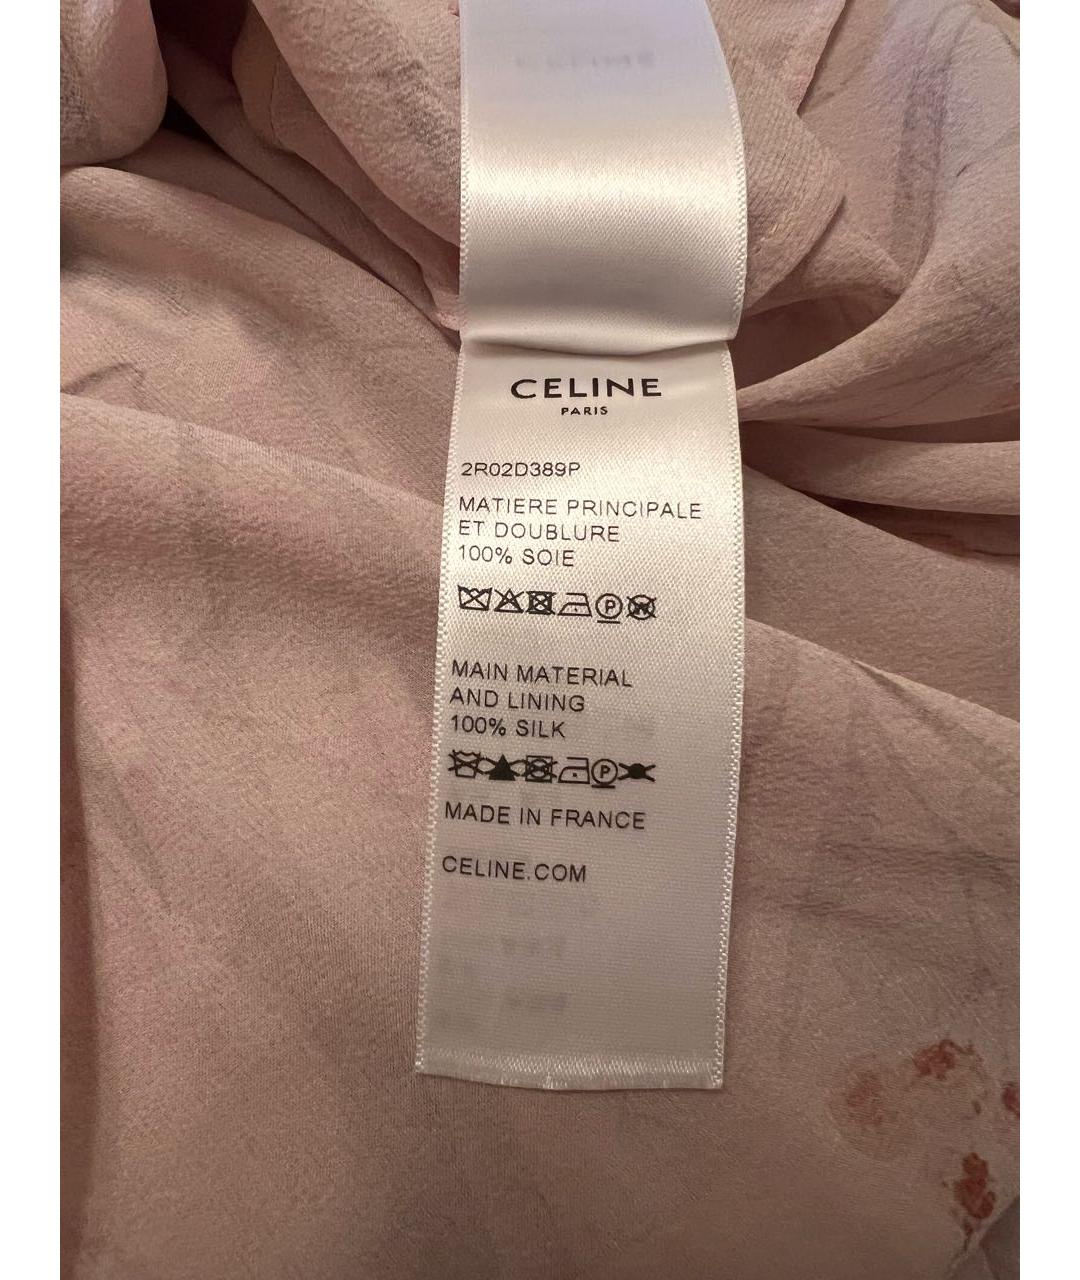 CELINE
PARIS
2R02D389P
MATIERE PRINCIPALE
ET DOUBLURE
100% SOIE
P W
MAIN MATERIAL
AND LINING
100% SILK
P
MADE IN FRANCE
CELINE.COM